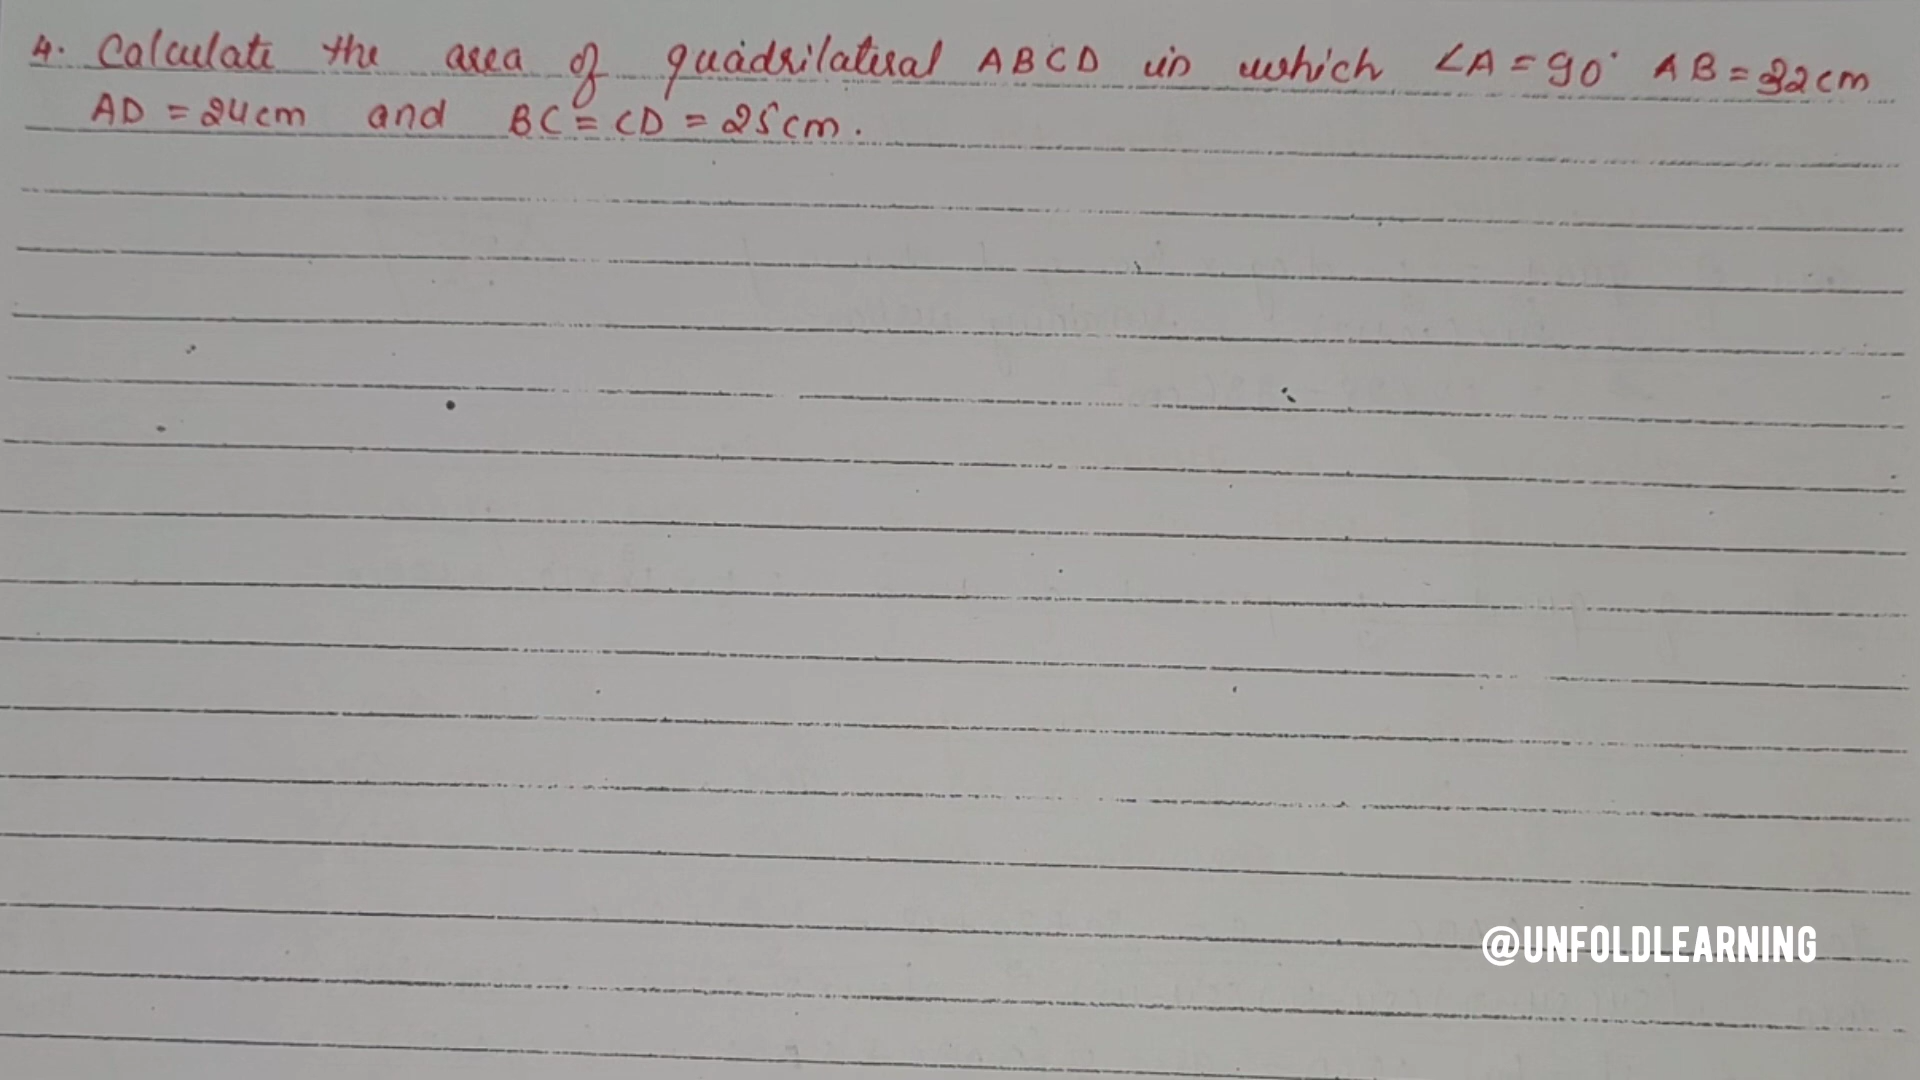 4. Calculate the area of quadrilateral ABCD in which ∠A = 90° AB = 32cm
AD = 24cm and BC = CD = 25cm.
@UNFOLDLEARNING